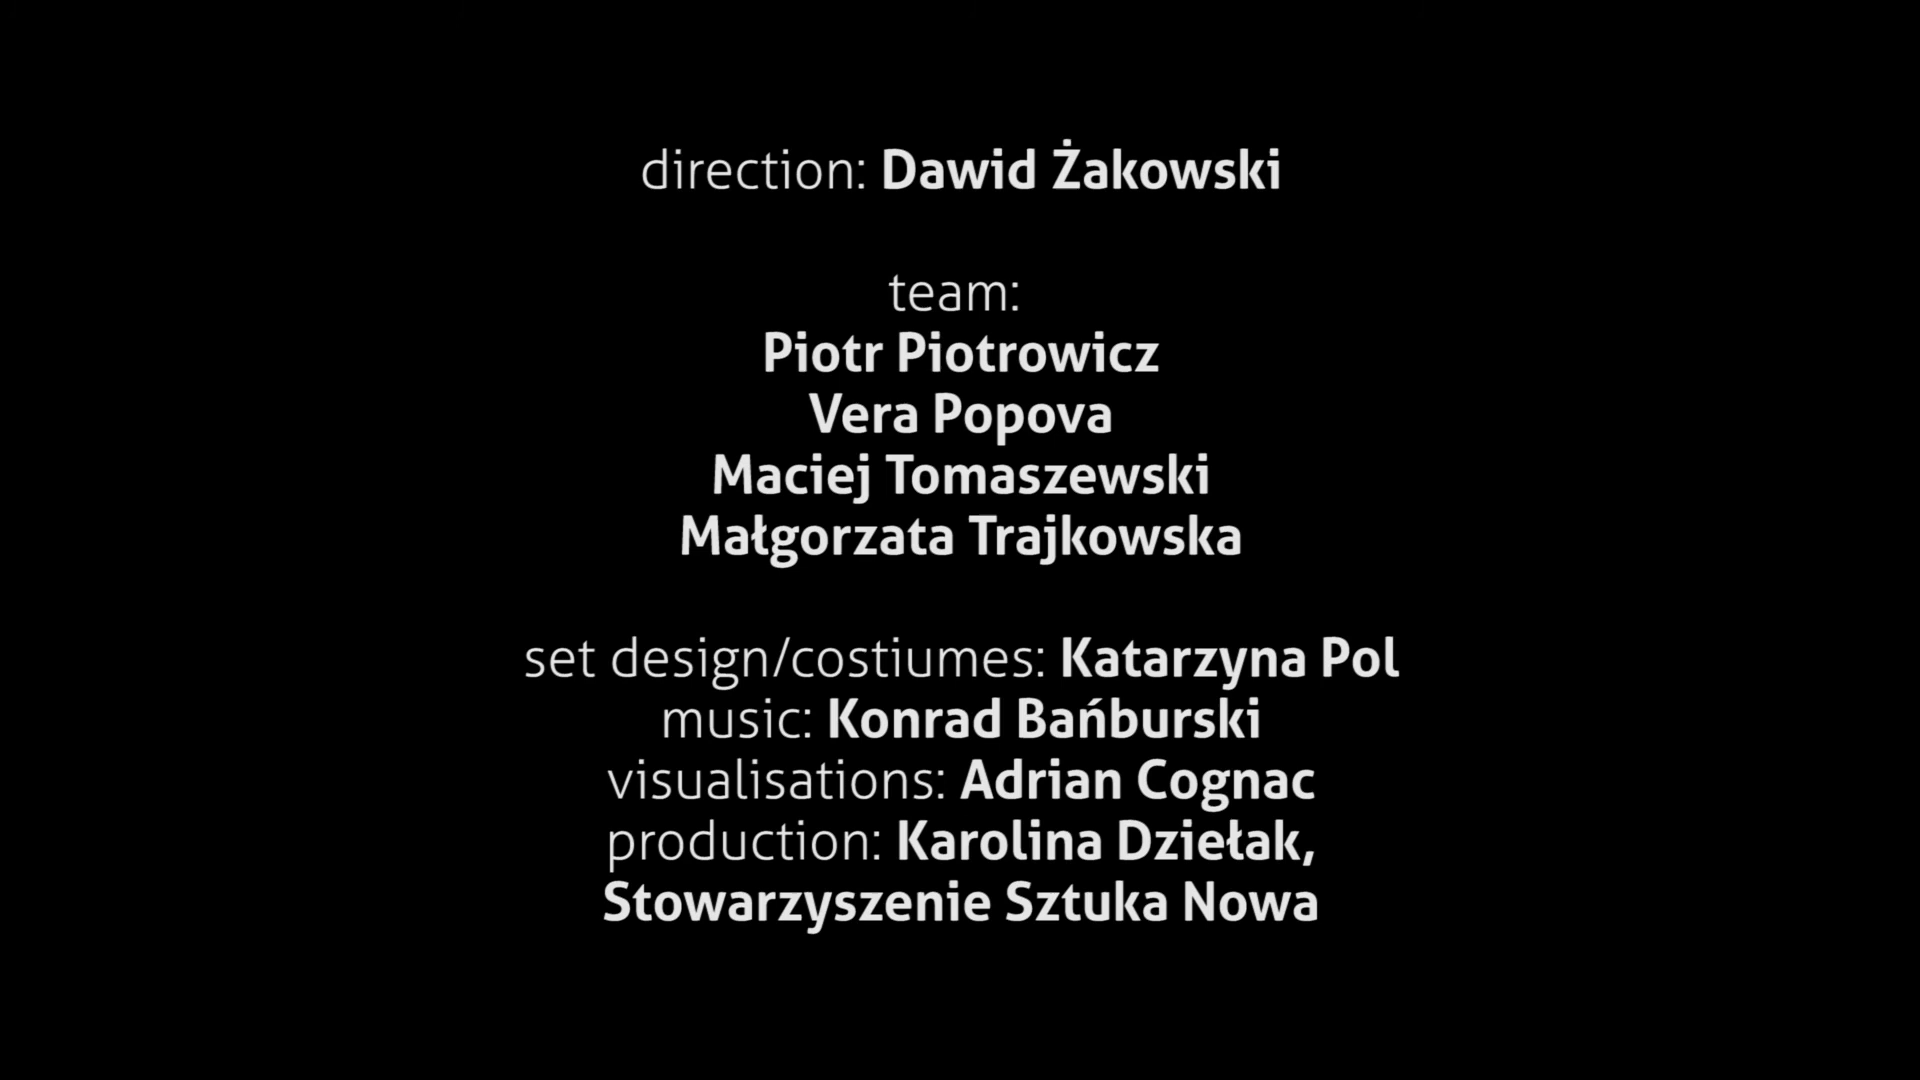 direction: Dawid Żakowski
team:
Piotr Piotrowicz
Vera Popova
Maciej Tomaszewski
Małgorzata Trajkowska
set design/costiumes: Katarzyna Pol
music: Konrad Bańburski
visualisations: Adrian Cognac
production: Karolina Dziełak,
Stowarzyszenie Sztuka Nowa